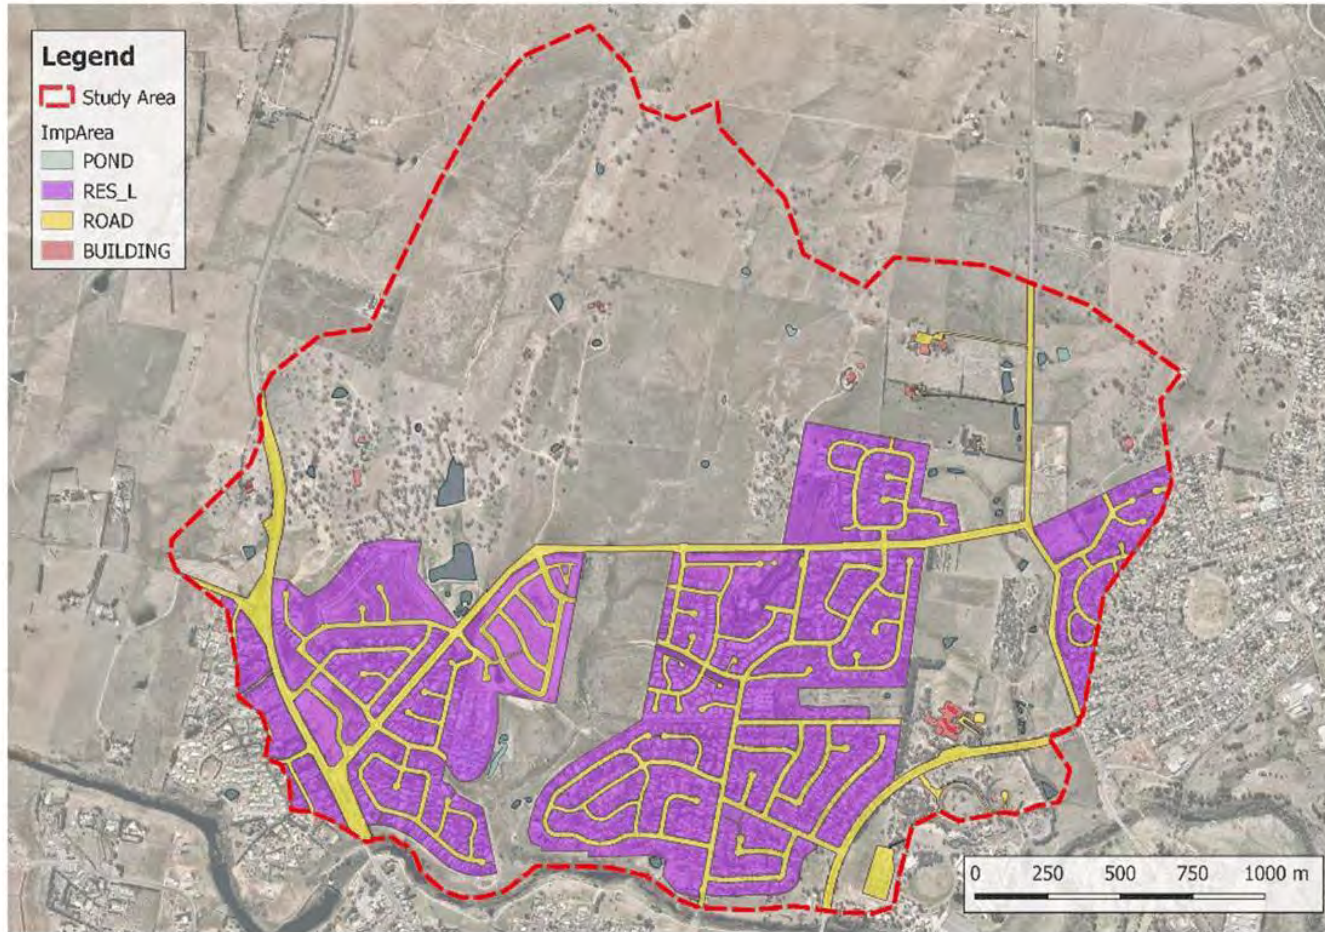 Legend
Study Area
ImpArea
POND
RES_L
ROAD
BUILDING
0 250 500 750 1000 m